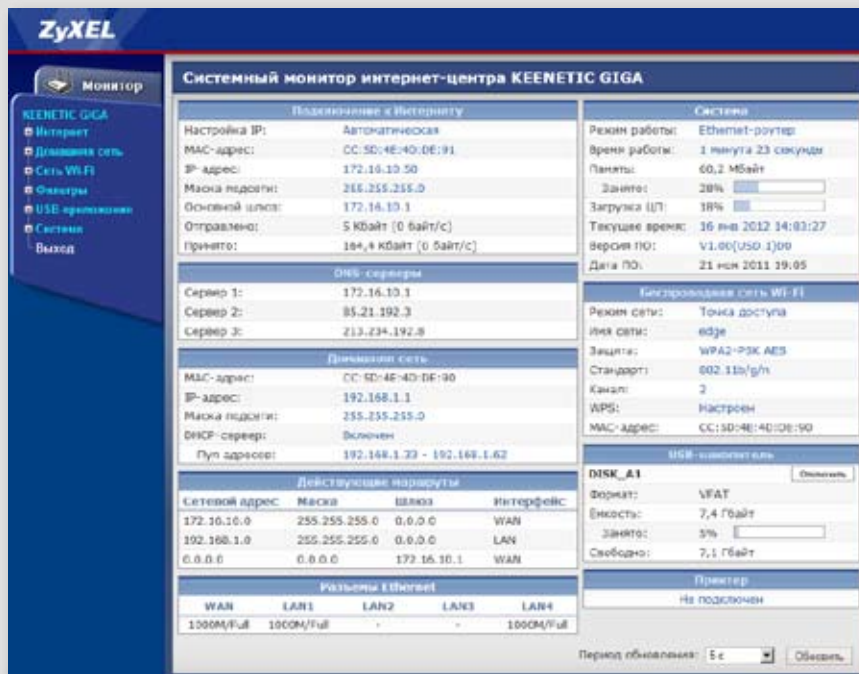 ZyXEL
Монитор
KEENETIC GIGA
Интернет
Домашняя сеть
Сеть Wi-Fi
Фильтры
USB-приложения
Система
Выход
Системный монитор интернет-центра KEENETIC GIGA
Подключение к Интернету
Настройка IP: Автоматическая
MAC-адрес: CC:5D:4E:4D:DE:91
IP-адрес: 172.16.10.50
Маска подсети: 255.255.255.0
Основной шлюз: 172.16.10.1
Отправлено: 5 Кбайт (0 байт/с)
Принято: 164,4 Кбайт (0 байт/с)
DNS-серверы
Сервер 1: 172.16.10.1
Сервер 2: 85.21.192.3
Сервер 3: 213.234.192.8
Домашняя сеть
MAC-адрес: CC:5D:4E:4D:DE:90
IP-адрес: 192.168.1.1
Маска подсети: 255.255.255.0
DHCP-сервер: Включен
Пул адресов: 192.168.1.33 - 192.168.1.62
Действующие маршруты
Сетевой адрес Маска Шлюз Интерфейс
172.16.10.0 255.255.255.0 0.0.0.0 WAN
192.168.1.0 255.255.255.0 0.0.0.0 LAN
0.0.0.0 0.0.0.0 172.16.10.1 WAN
Разъемы Ethernet
WAN LAN1 LAN2 LAN3 LAN4
1000M/Full 1000M/Full - - 1000M/Full
Система
Режим работы: Ethernet-роутер
Время работы: 1 минута 23 секунды
Память: 60,2 Мбайт
Занято: 28%
Загрузка ЦП: 18%
Текущее время: 16 янв 2012 14:03:27
Версия ПО: V1.00(USD.1)D0
Дата ПО: 21 ноя 2011 19:05
Беспроводная сеть Wi-Fi
Режим сети: Точка доступа
Имя сети: edge
Защита: WPA2-PSK AES
Стандарт: 802.11b/g/n
Канал: 2
WPS: Настроен
MAC-адрес: CC:5D:4E:4D:DE:90
USB-накопитель
DISK_A1 Отключить
Формат: VFAT
Емкость: 7,4 Гбайт
Занято: 5%
Свободно: 7,1 Гбайт
Принтер
Не подключен
Период обновления: 5 с Обновить